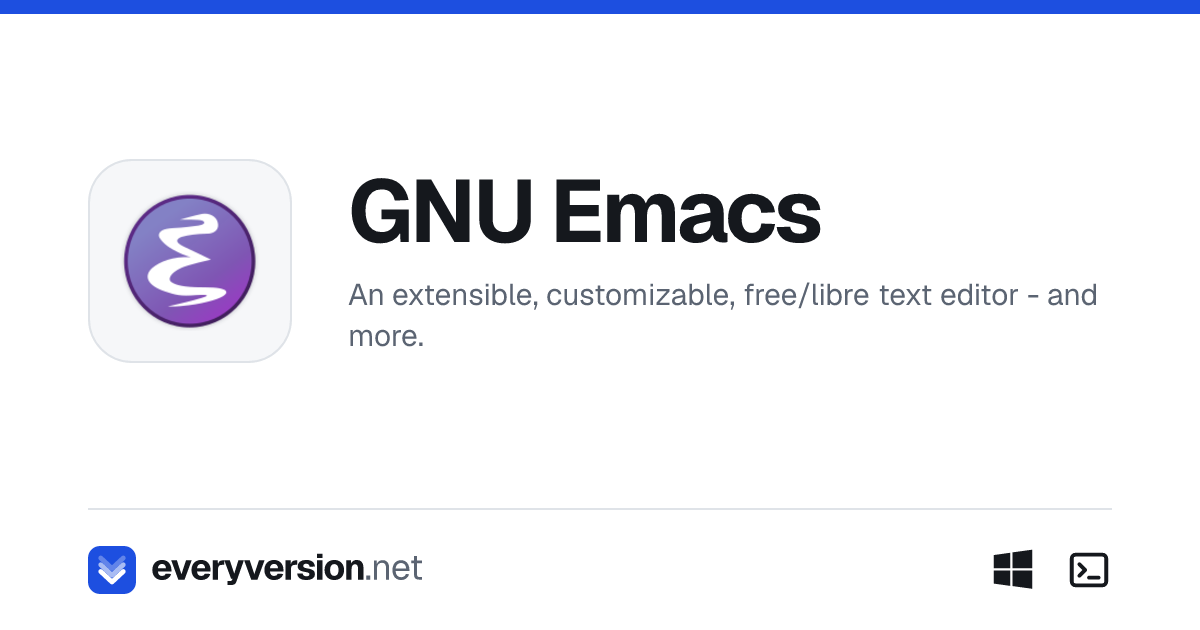 GNU Emacs
An extensible, customizable, free/libre text editor - and
more.
everyversion.net